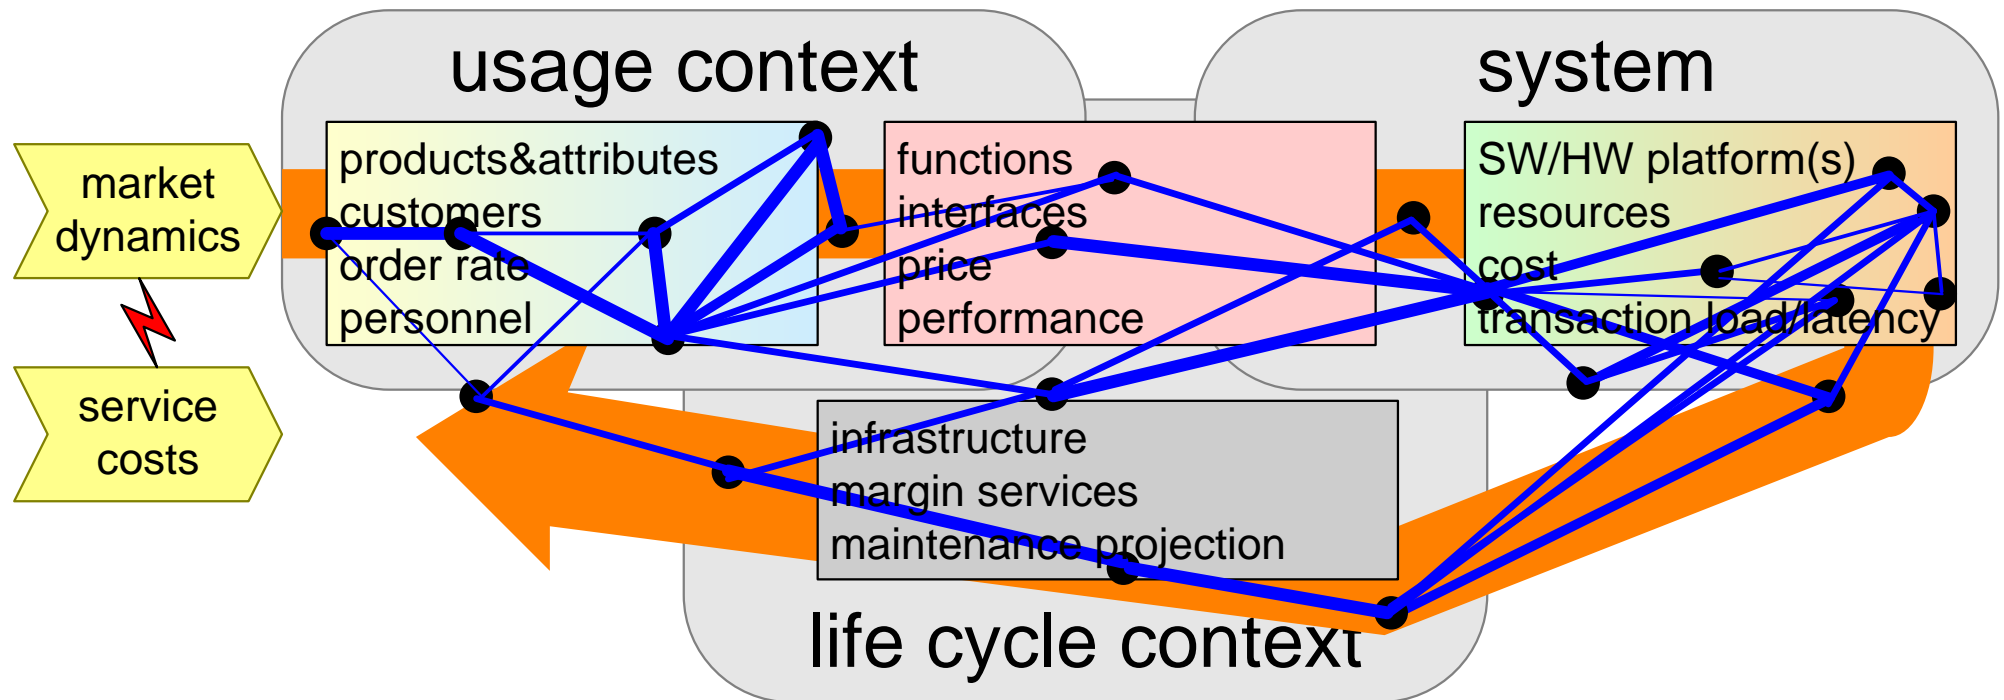 usage context
system
market
dynamics
products&attributes
customers
order rate
personnel
functions
interfaces
price
performance
SW/HW platform(s)
resources
cost
transaction load/latency
service
costs
infrastructure
margin services
maintenance projection
life cycle context